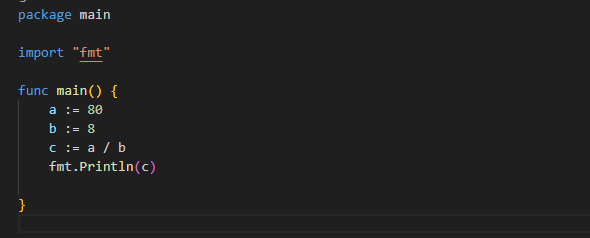 package main
import "fmt"
func main() {
    a := 80
    b := 8
    c := a / b
    fmt.Println(c)
}